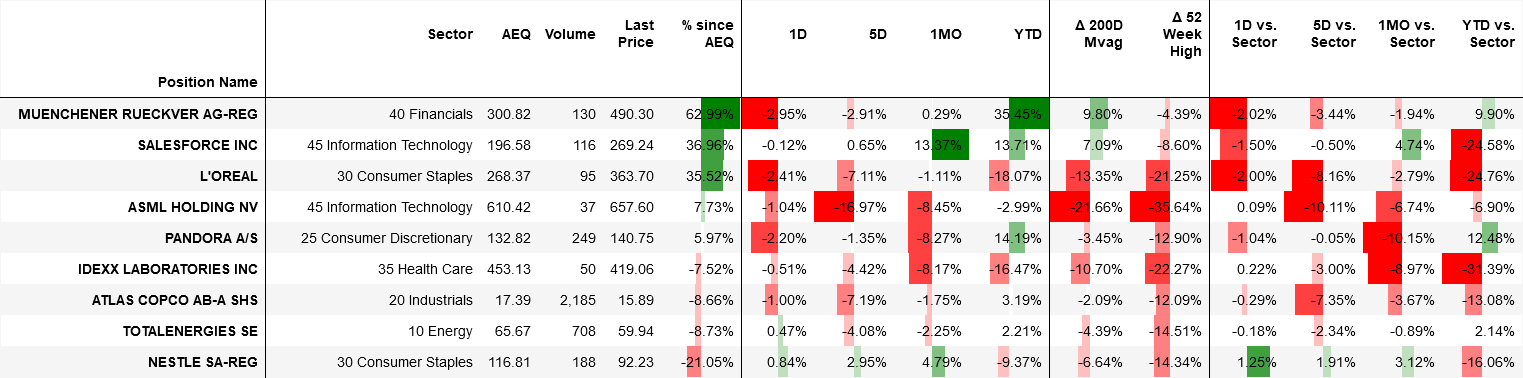 Position Name Sector AEQ Volume Last Price % since AEQ 1D 5D 1MO YTD Δ 200D Mvag Δ 52 Week High 1D vs. Sector 5D vs. Sector 1MO vs. Sector YTD vs. Sector
MUENCHENER RUECKVER AG-REG 40 Financials 300.82 130 490.30 62.99% -2.95% -2.91% 0.29% 35.45% 9.80% -4.39% -2.02% -3.44% -1.94% 9.90%
SALESFORCE INC 45 Information Technology 196.58 116 269.24 36.96% -0.12% 0.65% 13.37% 13.71% 7.09% -8.60% -1.50% -0.50% 4.74% -24.58%
L'OREAL 30 Consumer Staples 268.37 95 363.70 35.52% -2.41% -7.11% -1.11% -18.07% -13.35% -21.25% -2.00% -8.16% -2.79% -24.76%
ASML HOLDING NV 45 Information Technology 610.42 37 657.60 7.73% -1.04% -16.97% -8.45% -2.99% -21.66% -35.64% 0.09% -10.11% -6.74% -6.90%
PANDORA A/S 25 Consumer Discretionary 132.82 249 140.75 5.97% -2.20% -1.35% -8.27% 14.19% -3.45% -12.90% -1.04% -0.05% -10.15% 12.48%
IDEXX LABORATORIES INC 35 Health Care 453.13 50 419.06 -7.52% -0.51% -4.42% -8.17% -16.47% -10.70% -22.27% 0.22% -3.00% -8.97% -31.39%
ATLAS COPCO AB-A SHS 20 Industrials 17.39 2,185 15.89 -8.66% -1.00% -7.19% -1.75% 3.19% -2.09% -12.09% -0.29% -7.35% -3.67% -13.08%
TOTALENERGIES SE 10 Energy 65.67 708 59.94 -8.73% 0.47% -4.08% -2.25% 2.21% -4.39% -14.51% -0.18% -2.34% -0.89% 2.14%
NESTLE SA-REG 30 Consumer Staples 116.81 188 92.23 -21.05% 0.84% 2.95% 4.79% -9.37% -6.64% -14.34% 1.25% 1.91% 3.12% -16.06%